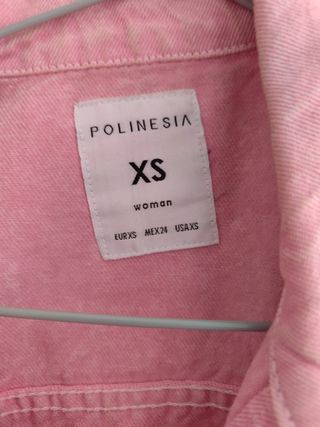 POLINESIA
XS
woman
EURXS MEX24 USAXS